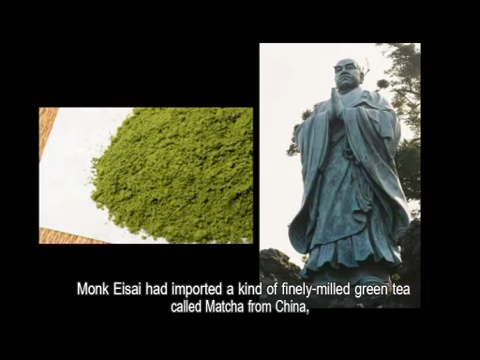 Monk Eisai had imported a kind of finely-milled green tea
called Matcha from China,